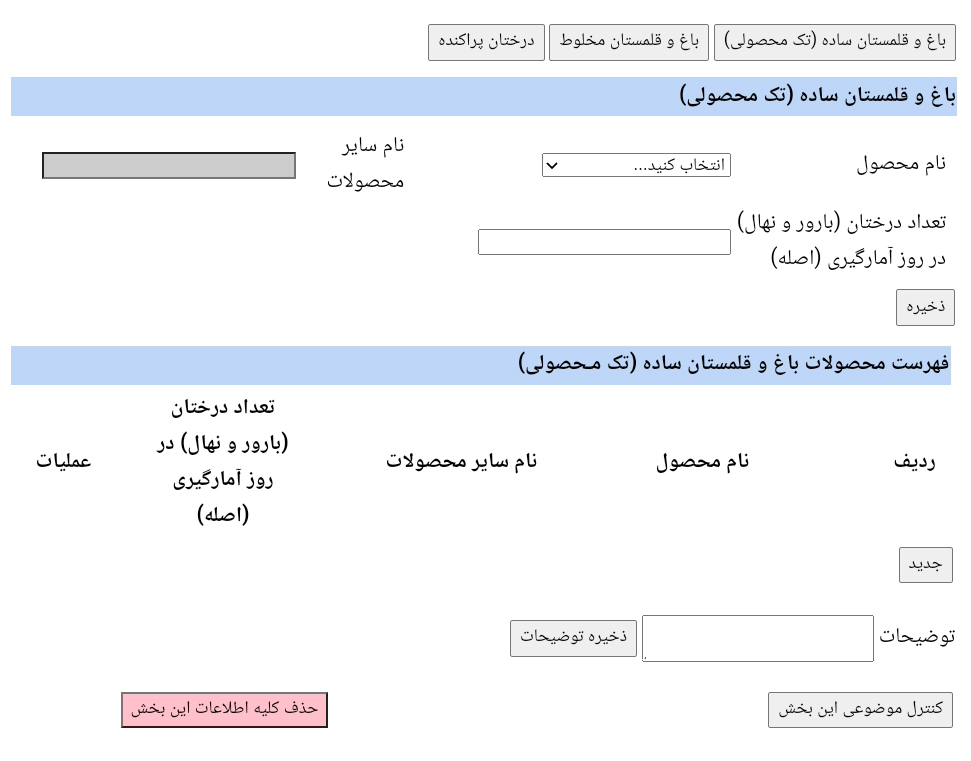 باغ و قلمستان ساده (تک محصولی) باغ و قلمستان مخلوط درختان پراکنده
باغ و قلمستان ساده (تک محصولی)
نام محصول
انتخاب کنید...
نام سایر
محصولات
تعداد درختان (بارور و نهال)
در روز آمارگیری (اصله)
ذخیره
فهرست محصولات باغ و قلمستان ساده (تک محصولی)
ردیف
نام محصول
نام سایر محصولات
تعداد درختان
(بارور و نهال) در
روز آمارگیری
(اصله)
عملیات
جدید
توضیحات
.
ذخیره توضیحات
کنترل موضوعی این بخش
حذف کلیه اطلاعات این بخش